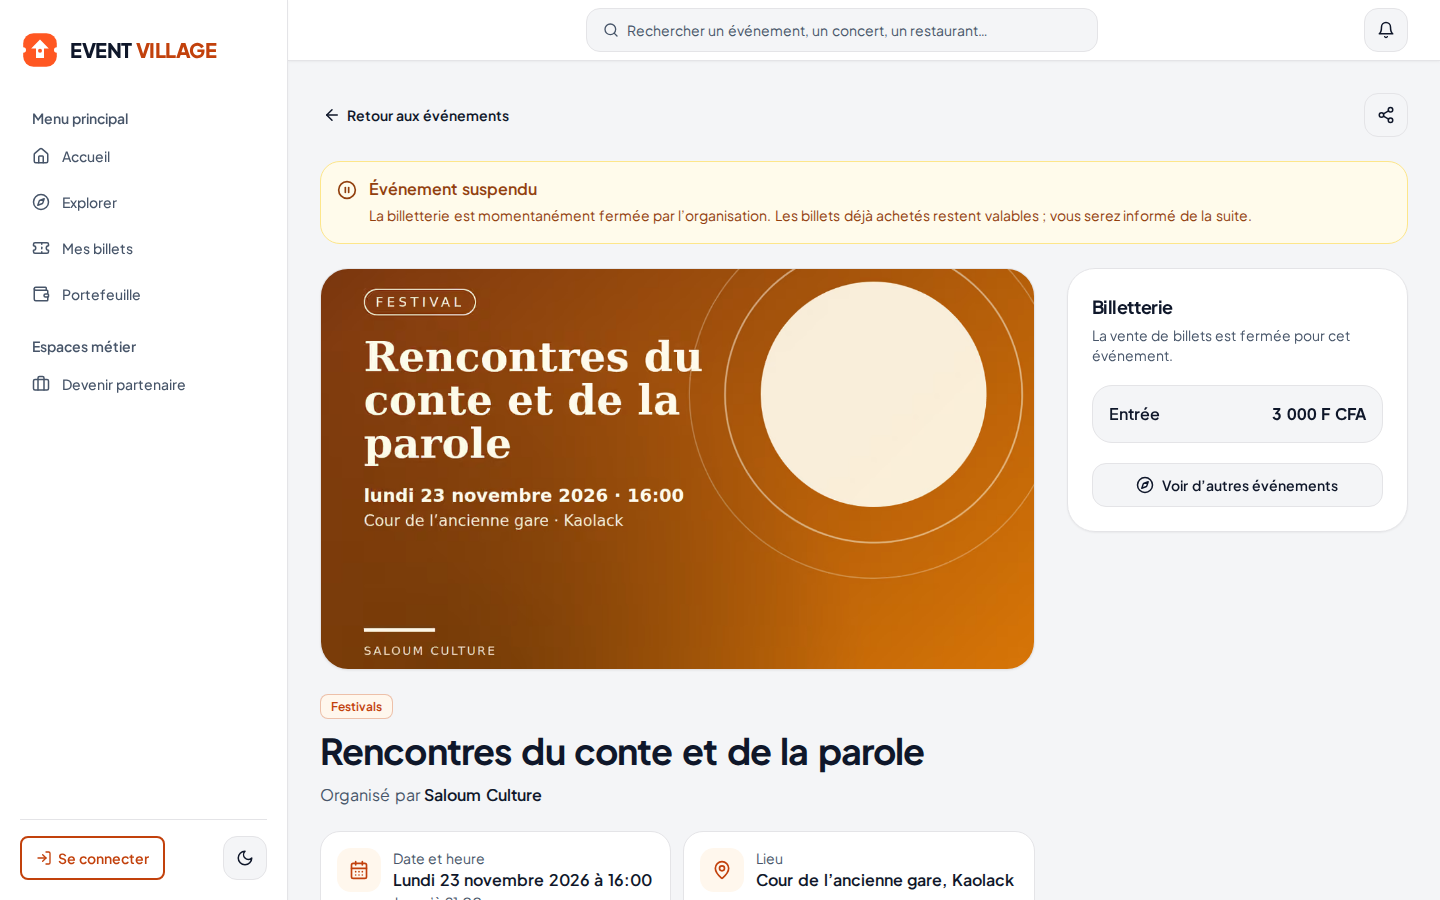 EVENT VILLAGE
Rechercher un événement, un concert, un restaurant…
Menu principal
Accueil
Explorer
Mes billets
Portefeuille
Espaces métier
Devenir partenaire
Se connecter
Retour aux événements
Événement suspendu
La billetterie est momentanément fermée par l’organisation. Les billets déjà achetés restent valables ; vous serez informé de la suite.
FESTIVAL
Rencontres du
conte et de la
parole
lundi 23 novembre 2026 · 16:00
Cour de l’ancienne gare · Kaolack
SALOUM CULTURE
Billetterie
La vente de billets est fermée pour cet
événement.
Entrée 3 000 F CFA
Voir d’autres événements
Festivals
Rencontres du conte et de la parole
Organisé par Saloum Culture
Date et heure
Lundi 23 novembre 2026 à 16:00
Lieu
Cour de l’ancienne gare, Kaolack